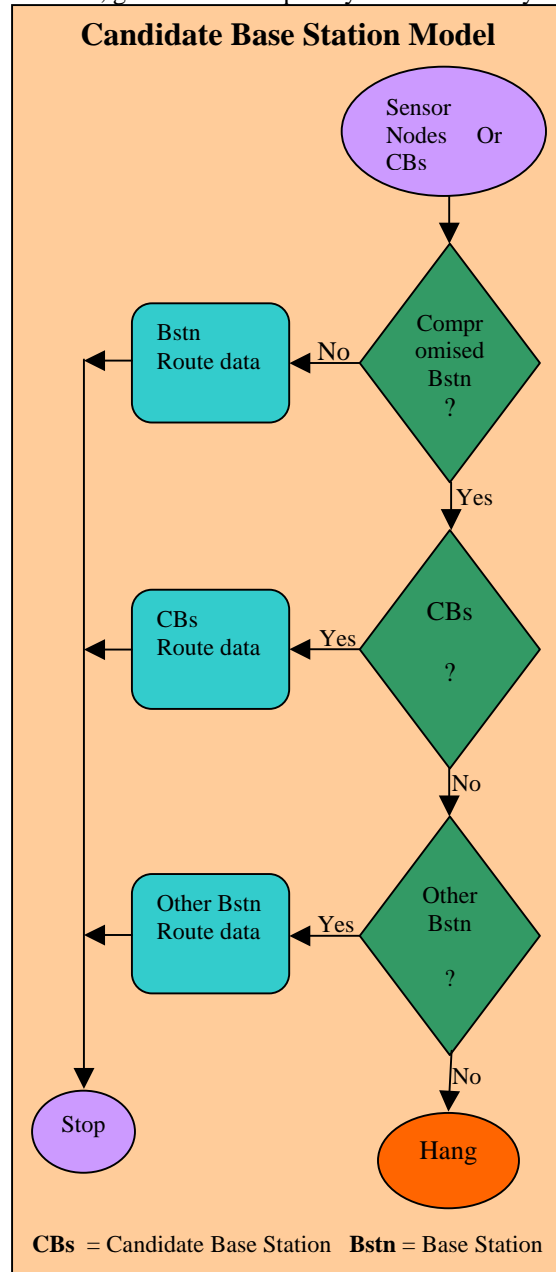 Candidate Base Station Model
Sensor
Nodes Or
CBs
Compr
omised
Bstn
?
No
Bstn
Route data
Yes
CBs
?
Yes
CBs
Route data
No
Other
Bstn
?
Yes
Other Bstn
Route data
No
Stop
Hang
CBs = Candidate Base Station Bstn = Base Station